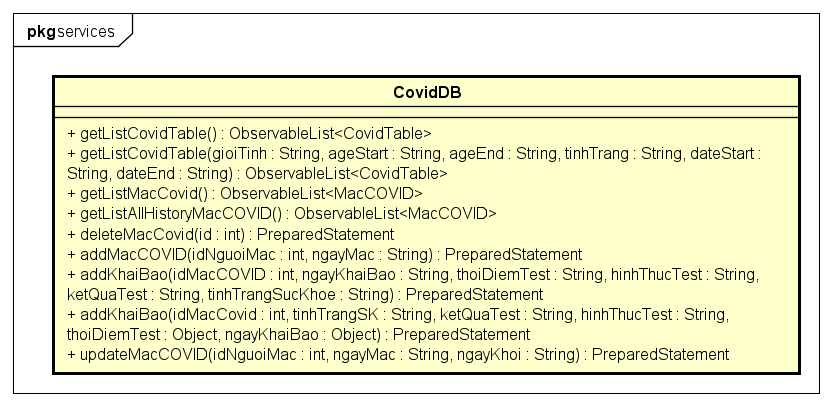 pkg services
CovidDB
+ getListCovidTable() : ObservableList<CovidTable>
+ getListCovidTable(gioiTinh : String, ageStart : String, ageEnd : String, tinhTrang : String, dateStart :
String, dateEnd : String) : ObservableList<CovidTable>
+ getListMacCovid() : ObservableList<MacCOVID>
+ getListAllHistoryMacCOVID() : ObservableList<MacCOVID>
+ deleteMacCovid(id : int) : PreparedStatement
+ addMacCOVID(idNguoiMac : int, ngayMac : String) : PreparedStatement
+ addKhaiBao(idMacCOVID : int, ngayKhaiBao : String, thoiDiemTest : String, hinhThucTest : String,
ketQuaTest : String, tinhTrangSucKhoe : String) : PreparedStatement
+ addKhaiBao(idMacCovid : int, tinhTrangSK : String, ketQuaTest : String, hinhThucTest : String,
thoiDiemTest : Object, ngayKhaiBao : Object) : PreparedStatement
+ updateMacCOVID(idNguoiMac : int, ngayMac : String, ngayKhoi : String) : PreparedStatement